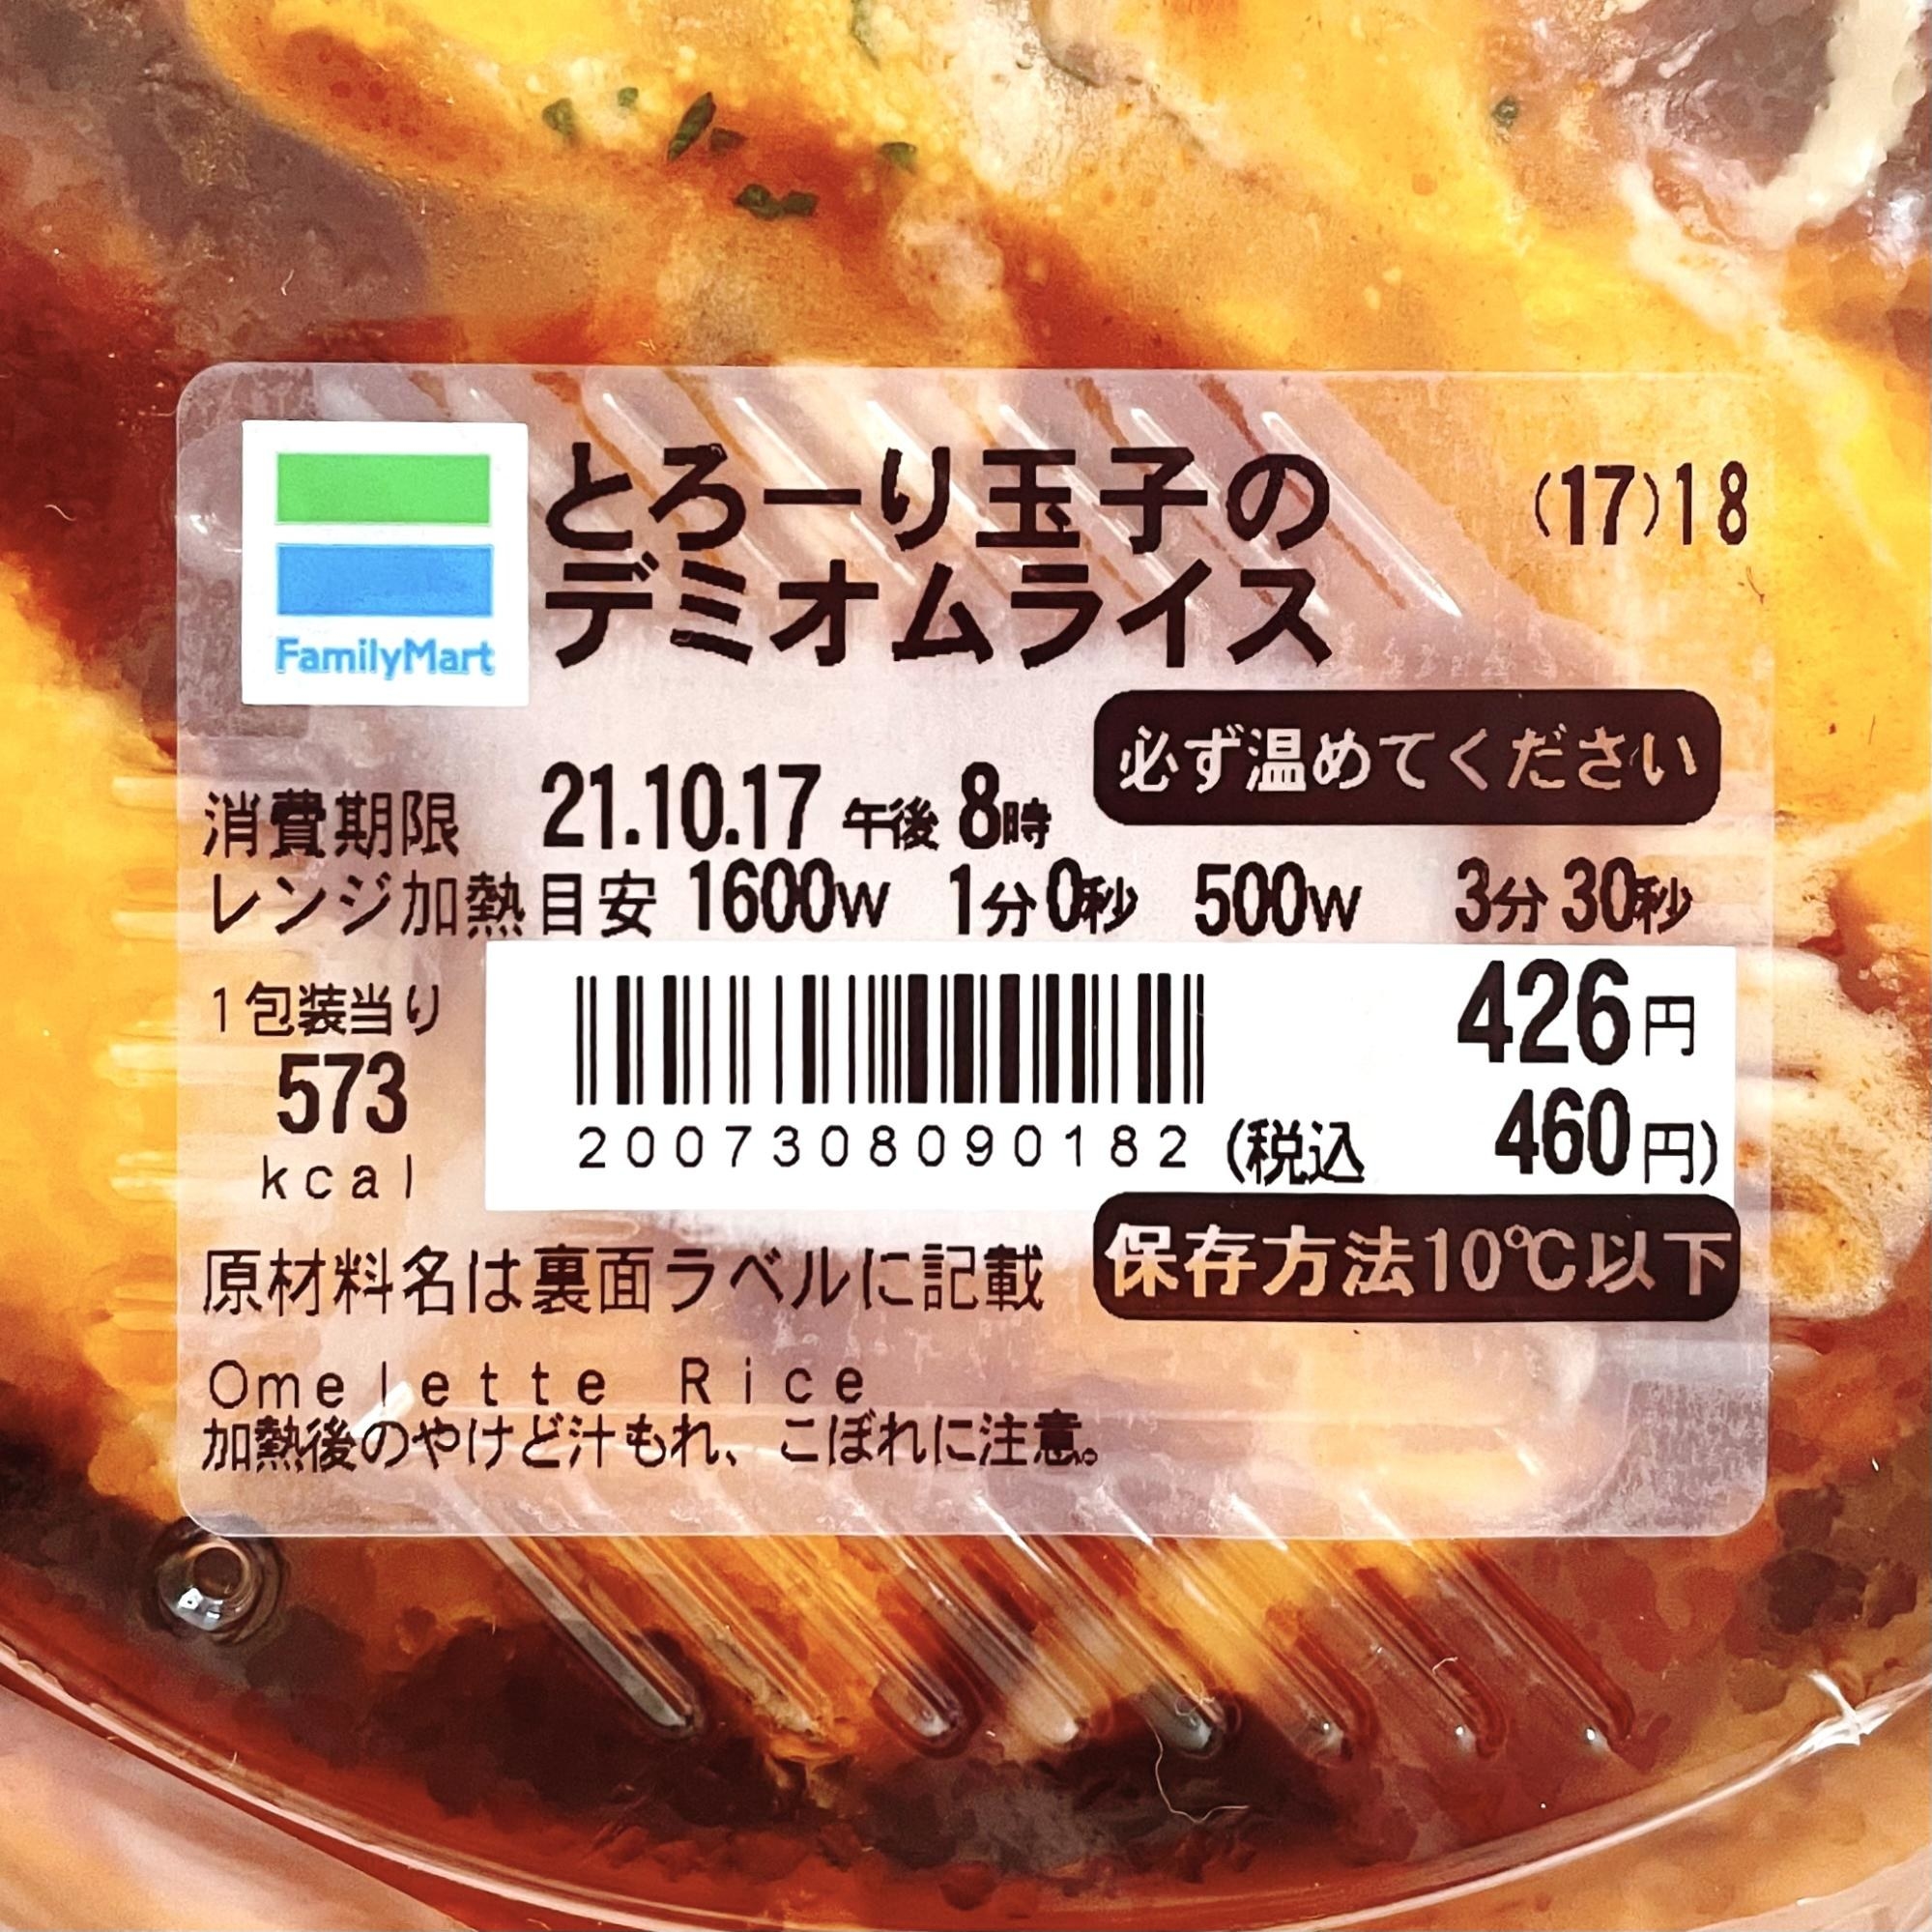 とろーり玉子の (17)18
デミオムライス
FamilyMart
必ず温めてください
消費期限 21.10.17 午後 8時
レンジ加熱目安 1600W 1分0秒 500W 3分30秒
1包装当り
573
kcal
426円
2007308090182 (税込 460円)
原材料名は裏面ラベルに記載
保存方法10℃以下
Omelette Rice
加熱後のやけど汁もれ、こぼれに注意。